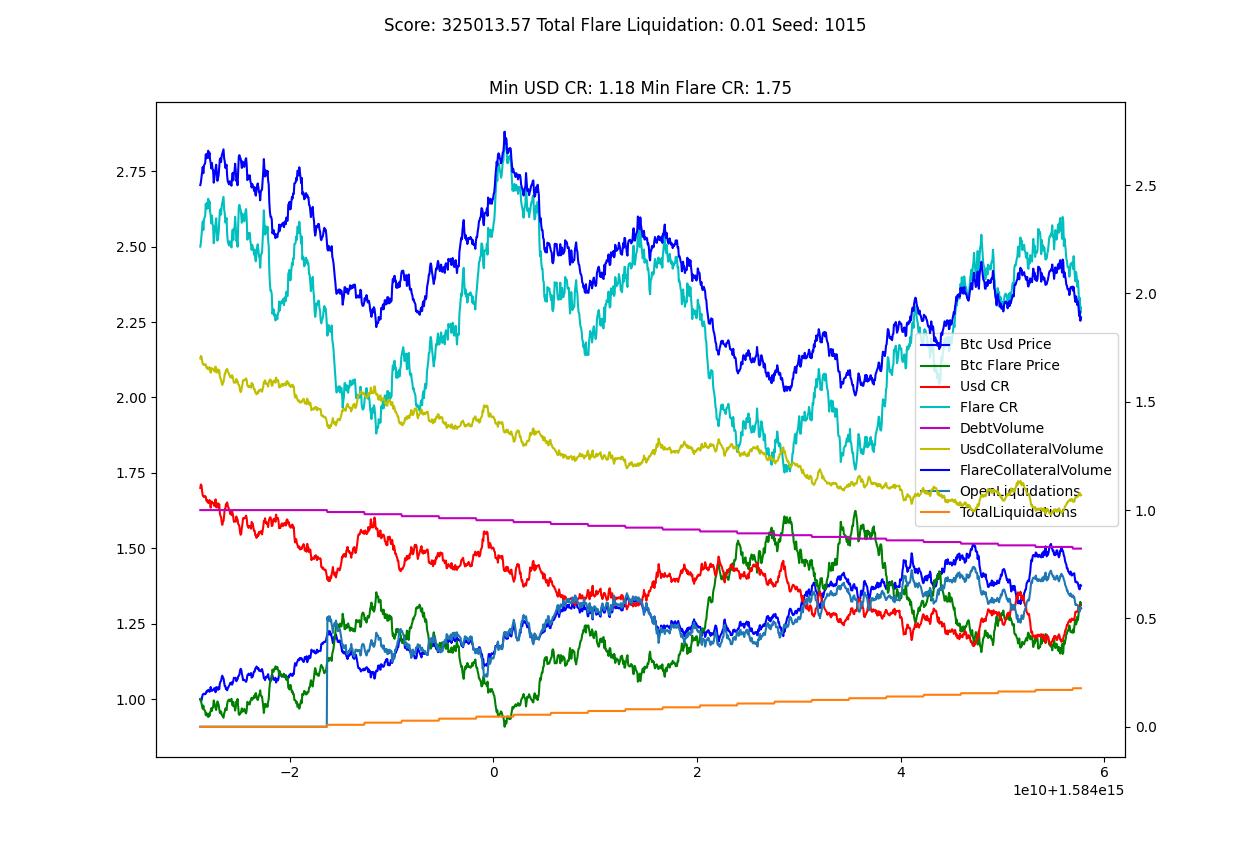 Score: 325013.57 Total Flare Liquidation: 0.01 Seed: 1015
Min USD CR: 1.18 Min Flare CR: 1.75
2.75
2.50
2.25
2.00
1.75
1.50
1.25
1.00
2.5
2.0
1.5
1.0
0.5
0.0
Btc Usd Price
Btc Flare Price
Usd CR
Flare CR
DebtVolume
UsdCollateralVolume
FlareCollateralVolume
OpenLiquidations
TotalLiquidations
−2
0
2
4
6
1e10+1.584e15